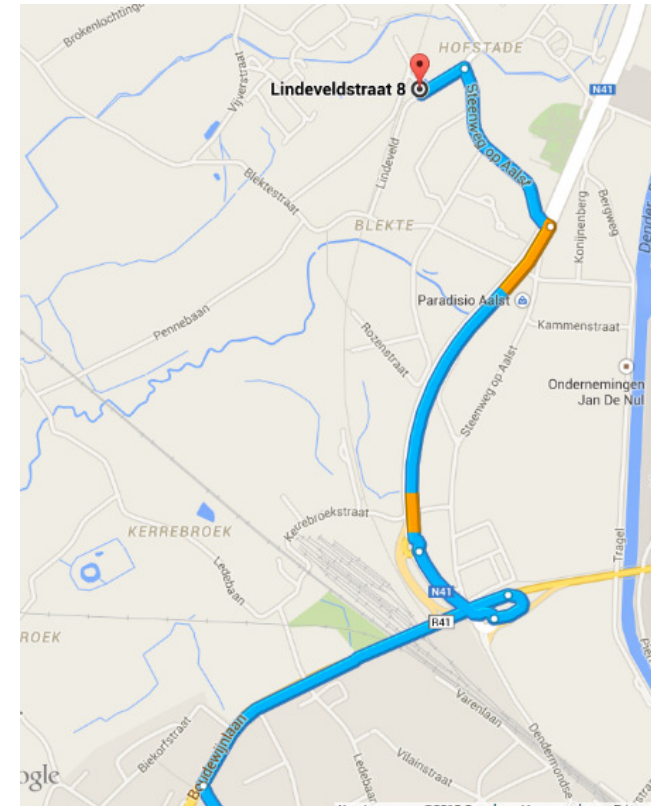 Brokenlochting
HOFSTADE
Vijverstraat
Lindeveldstraat 8
N41
Steenweg op Aalst
Lindeveld
Blektestraat
BLEKTE
Konijnenberg
Bergweg
Dender
Paradisio Aalst
Pennebaan
Rozenstraat
Kammenstraat
Steenweg op Aalst
Ondernemingen
Jan De Nul
Kerrebroekstraat
KERREBROEK
Ledebaan
Tragel
N41
R41
ROEK
Varenlaan
Biekorfstraat
Boudewijnlaan
Vilainstraat
Ledebaan
Dendermondse
ogle